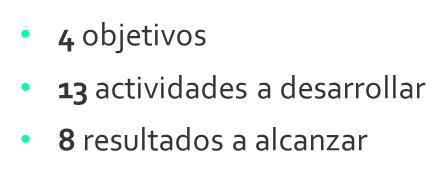 • 4 objetivos
• 13 actividades a desarrollar
• 8 resultados a alcanzar